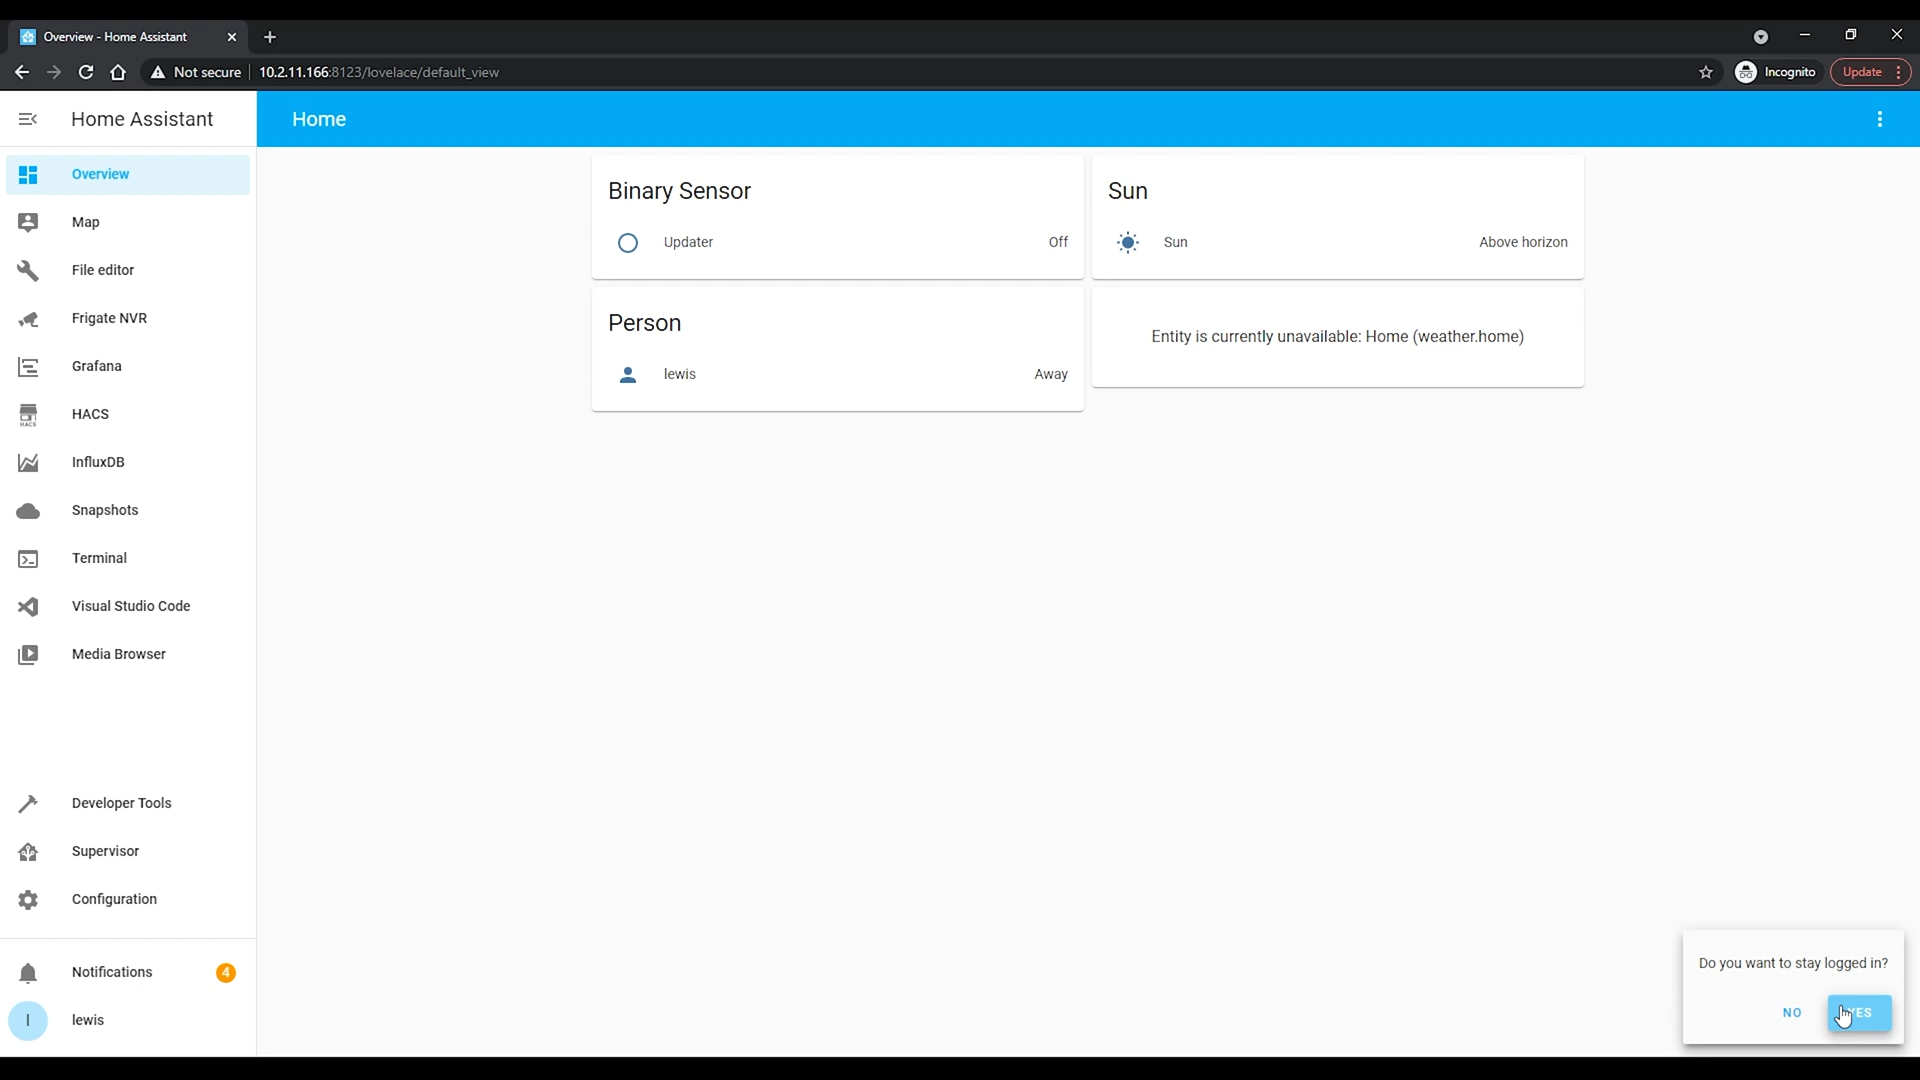 Overview - Home Assistant
Not secure
10.2.11.166:8123/lovelace/default_view
Incognito
Update
Home Assistant
Home
Overview
Map
File editor
Frigate NVR
Grafana
HACS
HACS
InfluxDB
Snapshots
Terminal
Visual Studio Code
Media Browser
Developer Tools
Supervisor
Configuration
Notifications
4
l
lewis
Binary Sensor
Updater
Off
Sun
Sun
Above horizon
Person
lewis
Away
Entity is currently unavailable: Home (weather.home)
Do you want to stay logged in?
NO
YES